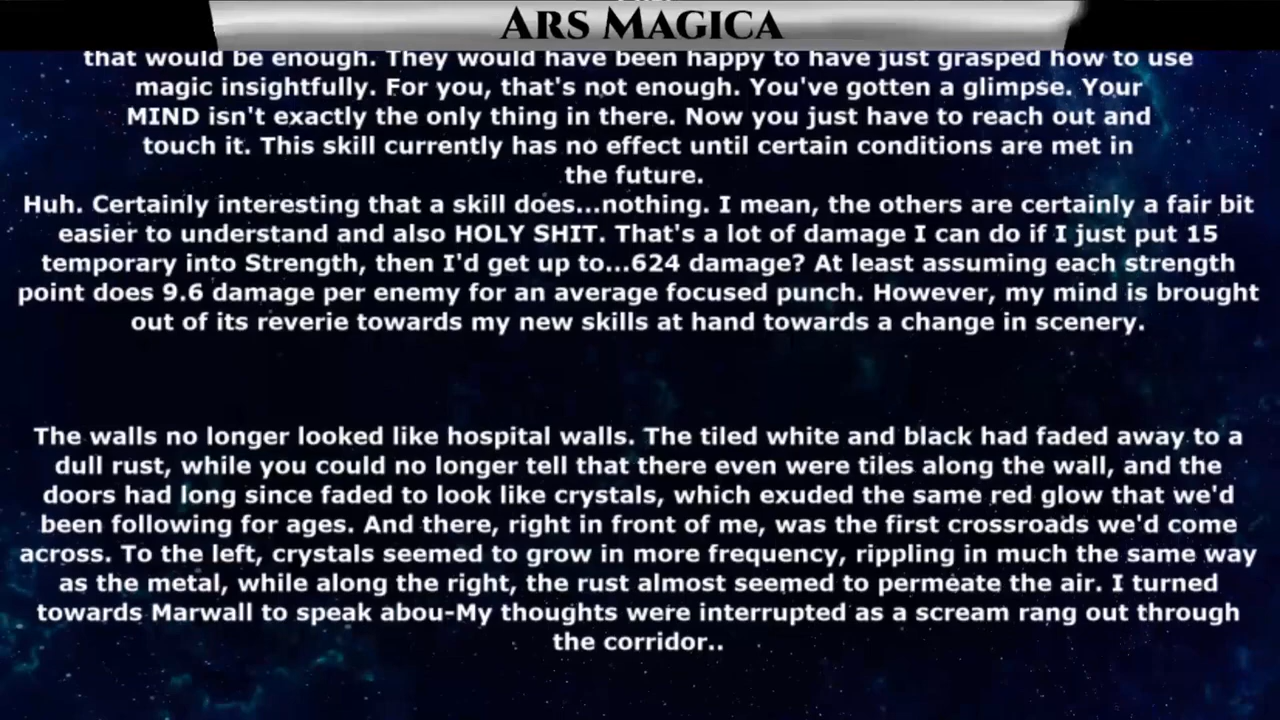 ARS MAGICA
that would be enough. They would have been happy to have just grasped how to use
magic insightfully. For you, that's not enough. You've gotten a glimpse. Your
MIND isn't exactly the only thing in there. Now you just have to reach out and
touch it. This skill currently has no effect until certain conditions are met in
the future.
Huh. Certainly interesting that a skill does...nothing. I mean, the others are certainly a fair bit
easier to understand and also HOLY SHIT. That's a lot of damage I can do if I just put 15
temporary into Strength, then I'd get up to...624 damage? At least assuming each strength
point does 9.6 damage per enemy for an average focused punch. However, my mind is brought
out of its reverie towards my new skills at hand towards a change in scenery.
The walls no longer looked like hospital walls. The tiled white and black had faded away to a
dull rust, while you could no longer tell that there even were tiles along the wall, and the
doors had long since faded to look like crystals, which exuded the same red glow that we'd
been following for ages. And there, right in front of me, was the first crossroads we'd come
across. To the left, crystals seemed to grow in more frequency, rippling in much the same way
as the metal, while along the right, the rust almost seemed to permeate the air. I turned
towards Marwall to speak abou-My thoughts were interrupted as a scream rang out through
the corridor..